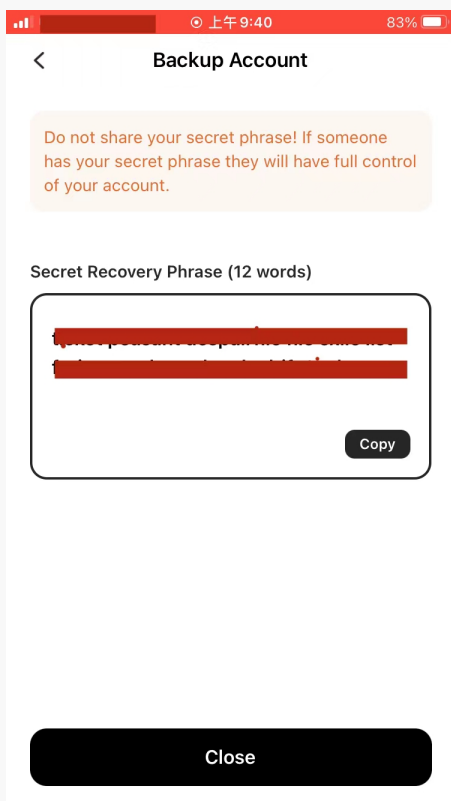 上午9:40
83%
Backup Account
Do not share your secret phrase! If someone
has your secret phrase they will have full control
of your account.
Secret Recovery Phrase (12 words)
Copy
Close